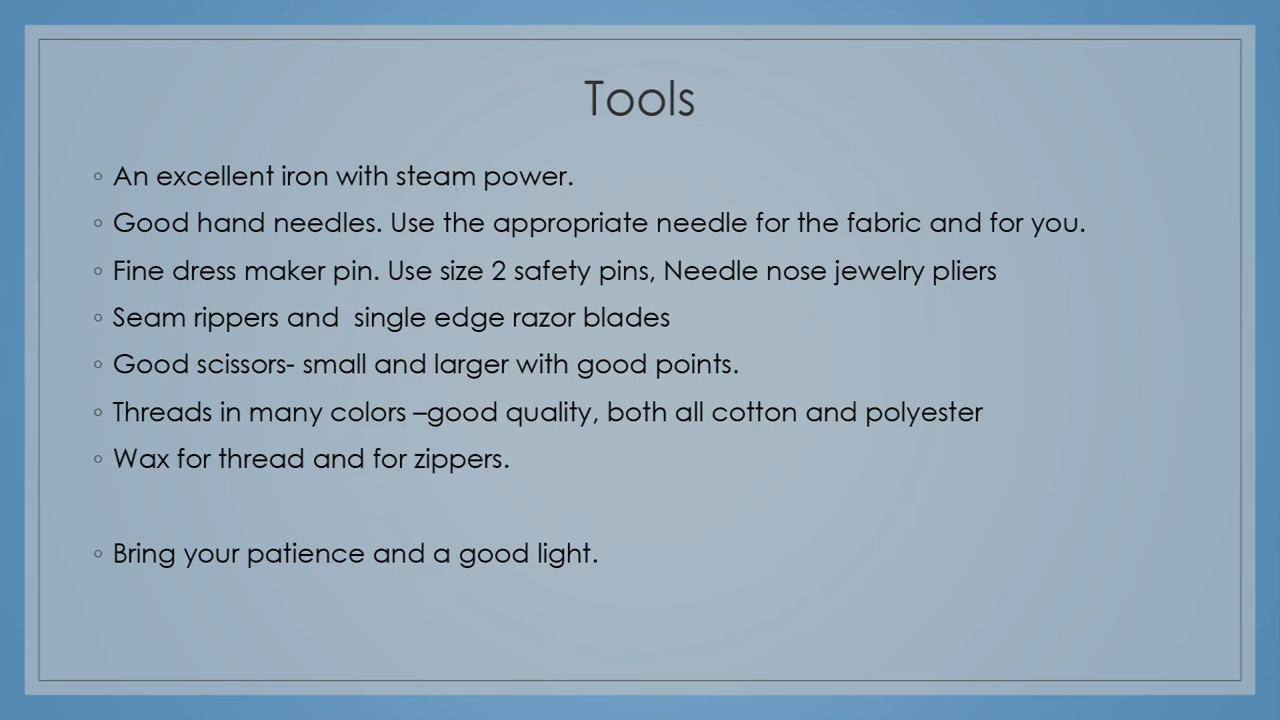 Tools
◦ An excellent iron with steam power.
◦ Good hand needles. Use the appropriate needle for the fabric and for you.
◦ Fine dress maker pin. Use size 2 safety pins, Needle nose jewelry pliers
◦ Seam rippers and  single edge razor blades
◦ Good scissors- small and larger with good points.
◦ Threads in many colors –good quality, both all cotton and polyester
◦ Wax for thread and for zippers.
◦ Bring your patience and a good light.